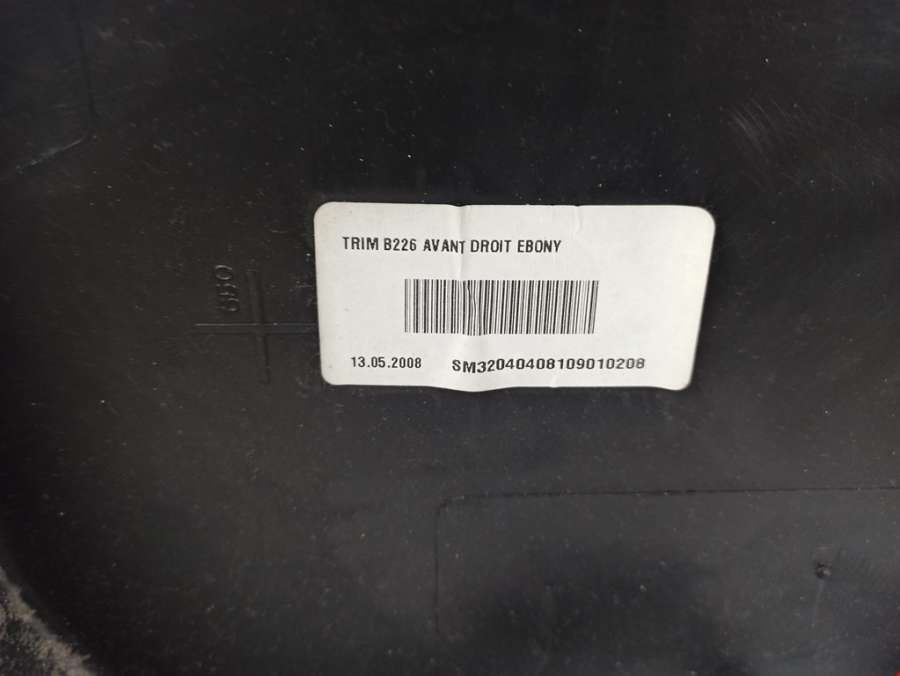 TRIM B226 AVANT DROIT EBONY
13.05.2008 SM32040408109010208